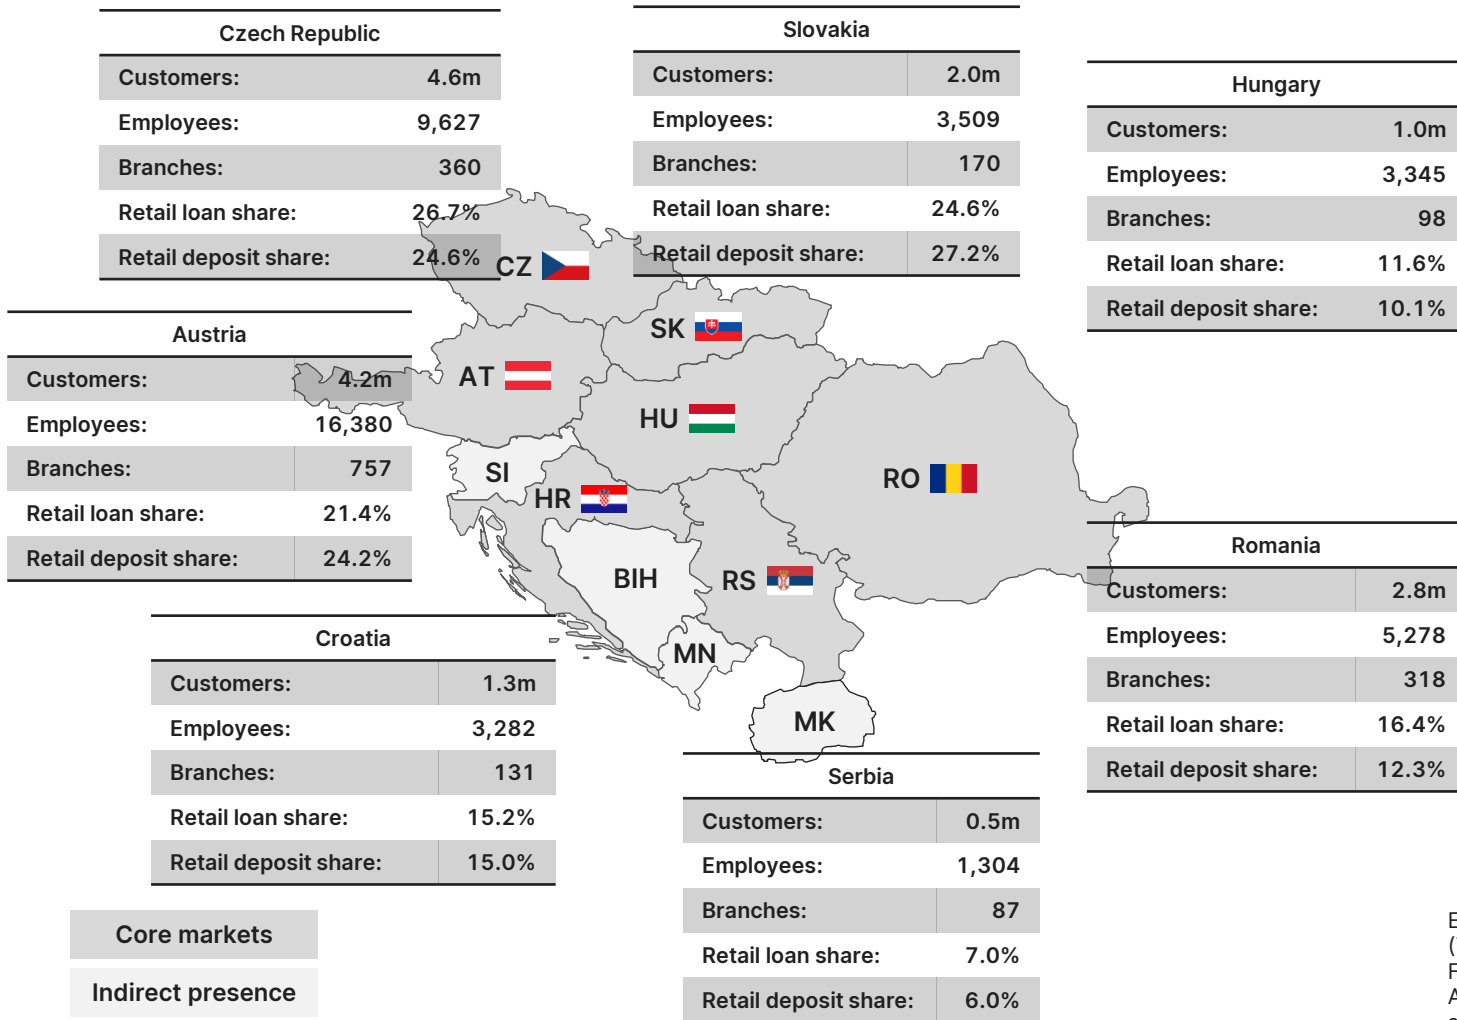 Czech Republic
Customers: 4.6m
Employees: 9,627
Branches: 360
Retail loan share: 26.7%
Retail deposit share: 24.6%
Slovakia
Customers: 2.0m
Employees: 3,509
Branches: 170
Retail loan share: 24.6%
Retail deposit share: 27.2%
Hungary
Customers: 1.0m
Employees: 3,345
Branches: 98
Retail loan share: 11.6%
Retail deposit share: 10.1%
Austria
Customers: 4.2m
Employees: 16,380
Branches: 757
Retail loan share: 21.4%
Retail deposit share: 24.2%
CZ
SK
AT
HU
SI
HR
RO
BIH
RS
MN
MK
Romania
Customers: 2.8m
Employees: 5,278
Branches: 318
Retail loan share: 16.4%
Retail deposit share: 12.3%
Croatia
Customers: 1.3m
Employees: 3,282
Branches: 131
Retail loan share: 15.2%
Retail deposit share: 15.0%
Serbia
Customers: 0.5m
Employees: 1,304
Branches: 87
Retail loan share: 7.0%
Retail deposit share: 6.0%
Core markets
Indirect presence